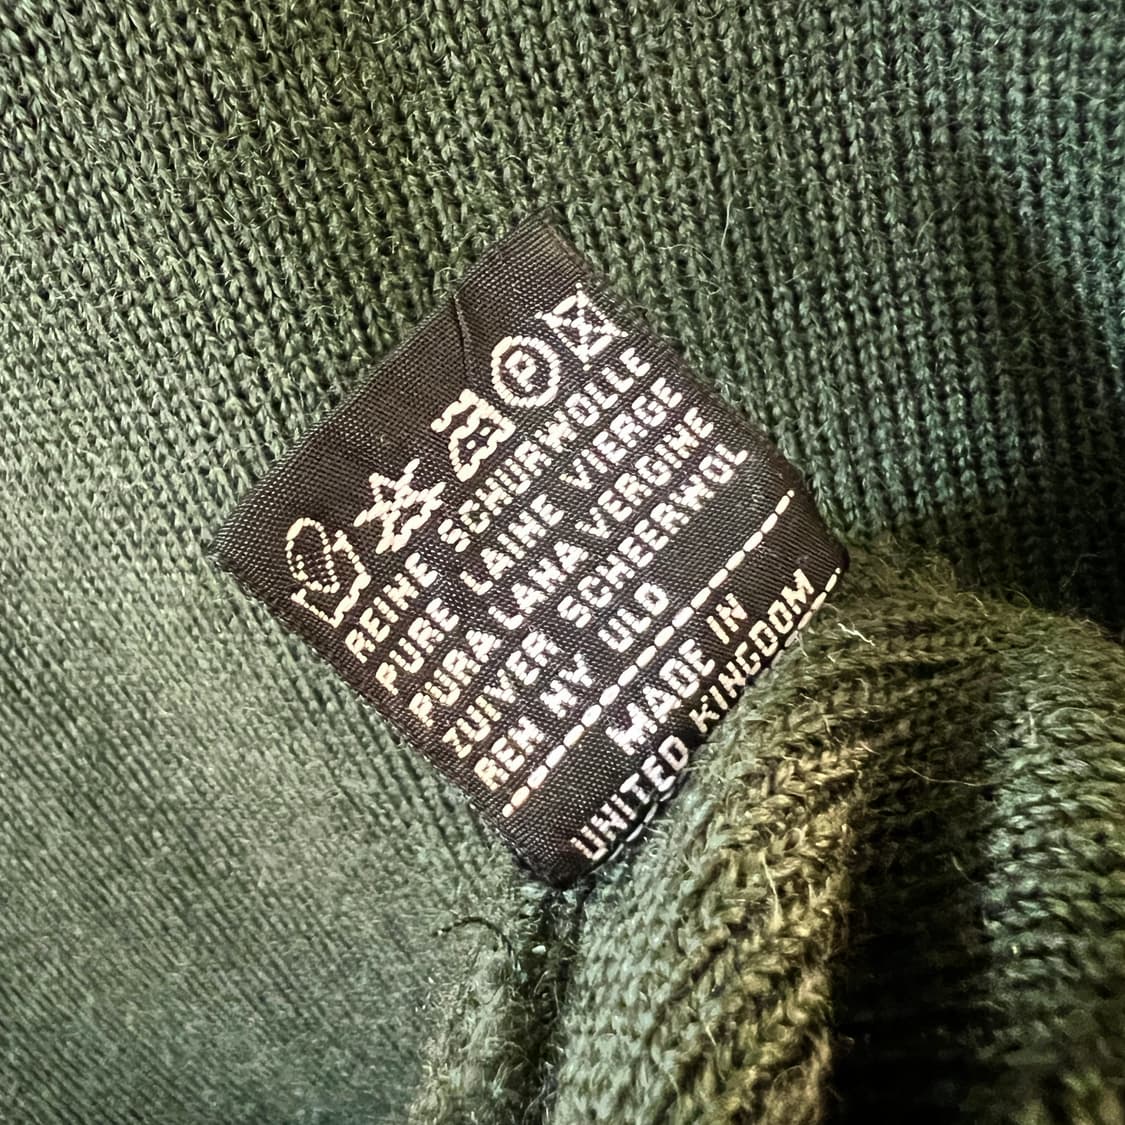 P
REINE SCHURWOLLE
PURE LAINE VIERGE
PURA LANA VERGINE
ZUIVER SCHEERWOL
REN NY ULD
MADE IN
UNITED KINGDOM